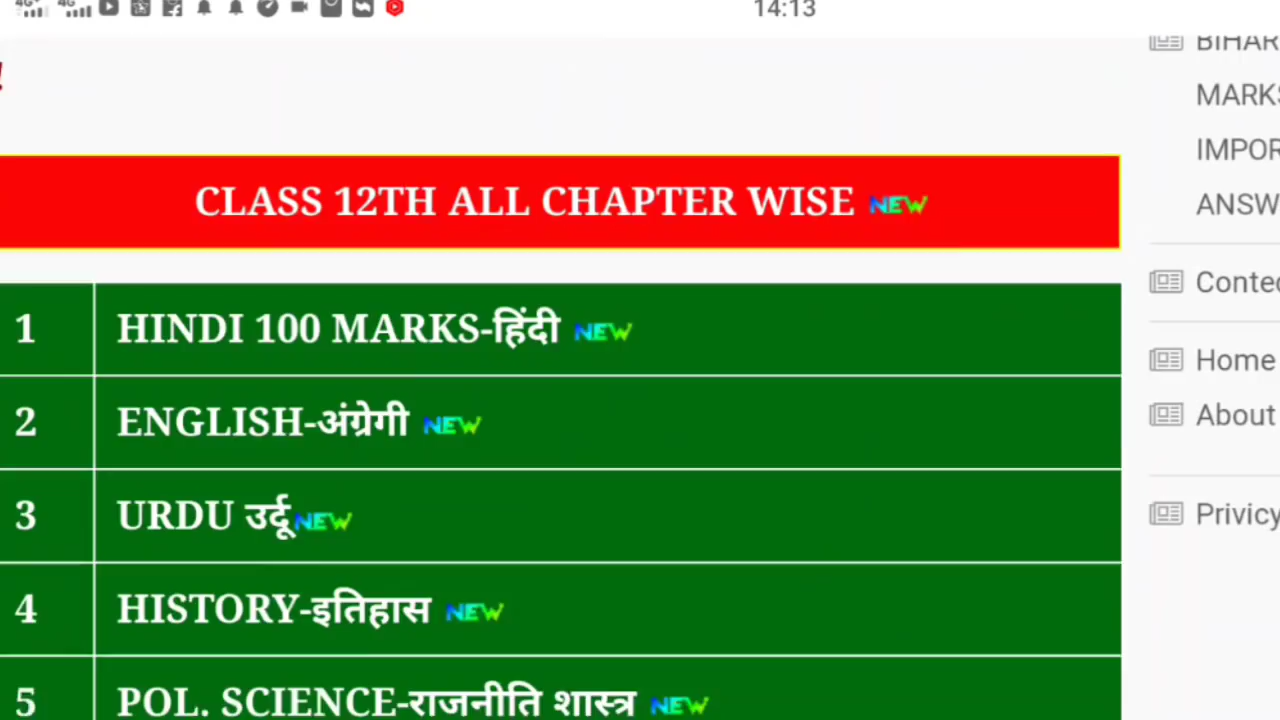 14:13
CLASS 12TH ALL CHAPTER WISE NEW
1 HINDI 100 MARKS-हिंदी NEW
2 ENGLISH-अंग्रेगी NEW
3 URDU उर्दू NEW
4 HISTORY-इतिहास NEW
5 POL. SCIENCE-राजनीति शास्त्र NEW
BIHAR
MARKS
IMPOR
ANSW
Home
About
Privicy